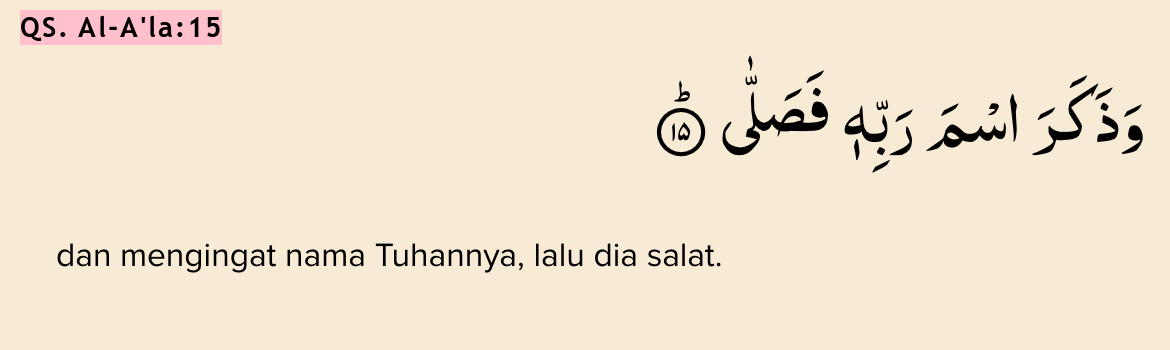 QS. Al-A'la:15
وَذَكَرَ اسْمَ رَبِّهٖ فَصَلّٰىۗ ١٥
dan mengingat nama Tuhannya, lalu dia salat.